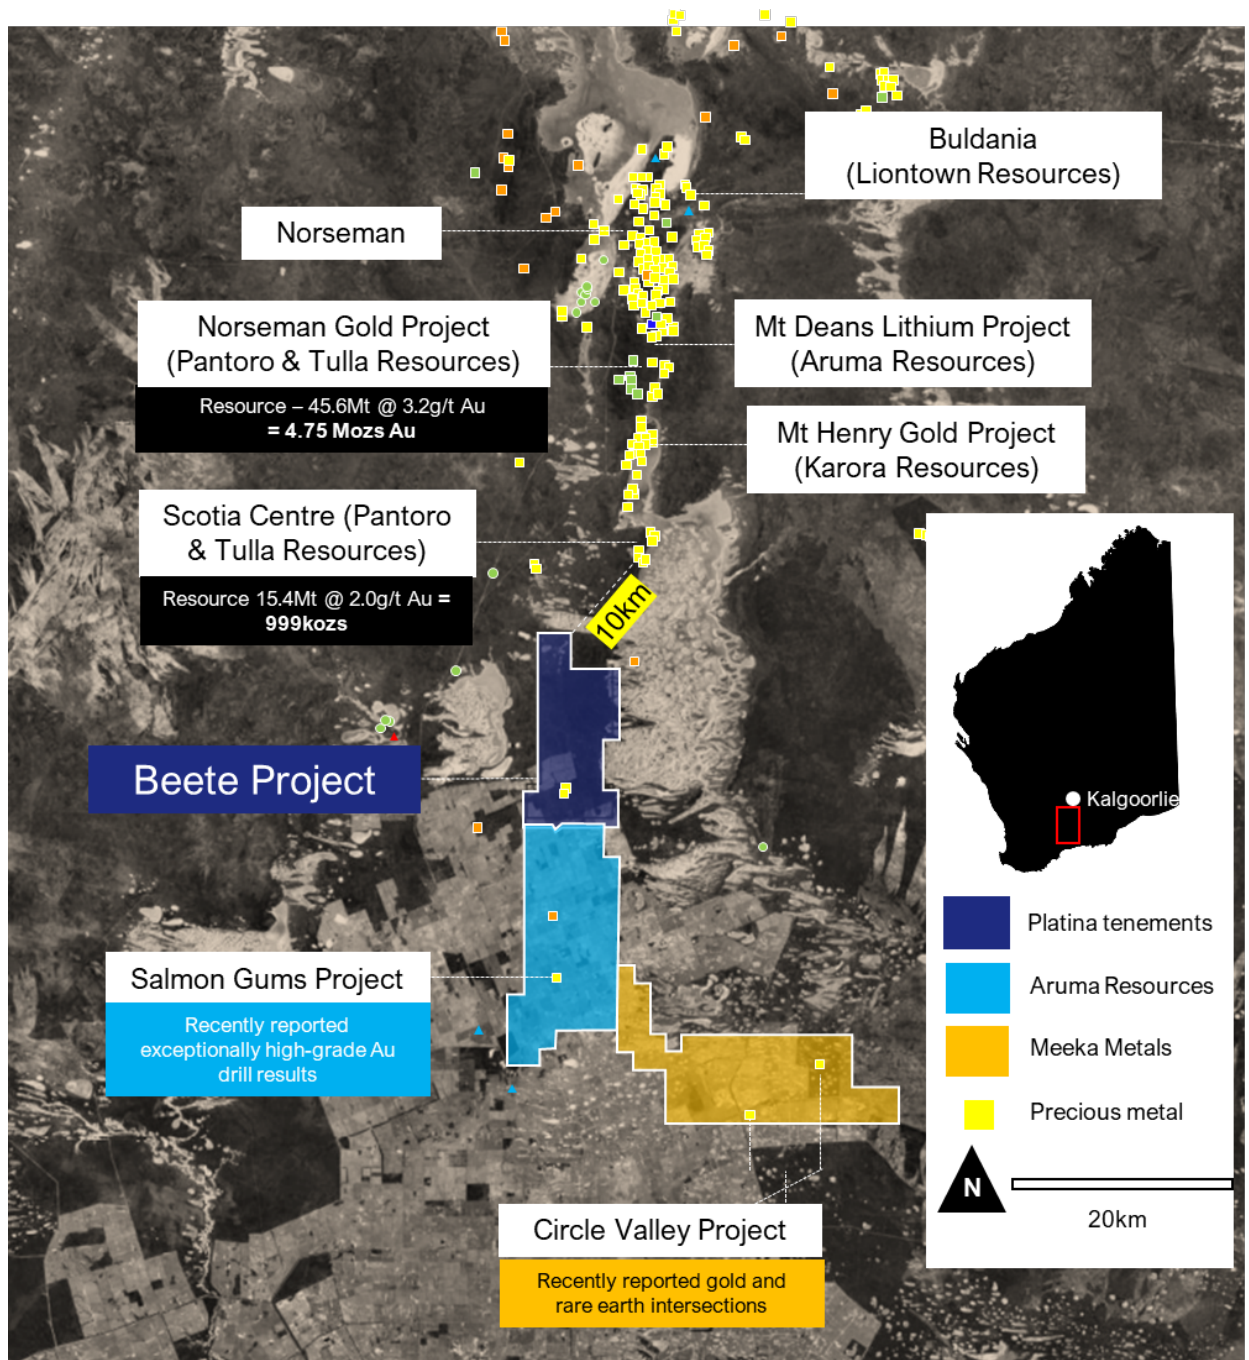 Buldania
(Liontown Resources)
Norseman
Norseman Gold Project
(Pantoro & Tulla Resources)
Resource – 45.6Mt @ 3.2g/t Au
= 4.75 Mozs Au
Mt Deans Lithium Project
(Aruma Resources)
Mt Henry Gold Project
(Karora Resources)
Scotia Centre (Pantoro
& Tulla Resources)
Resource 15.4Mt @ 2.0g/t Au =
999kozs
10km
Beete Project
Kalgoorlie
Platina tenements
Aruma Resources
Meeka Metals
Precious metal
N
20km
Salmon Gums Project
Recently reported
exceptionally high-grade Au
drill results
Circle Valley Project
Recently reported gold and
rare earth intersections